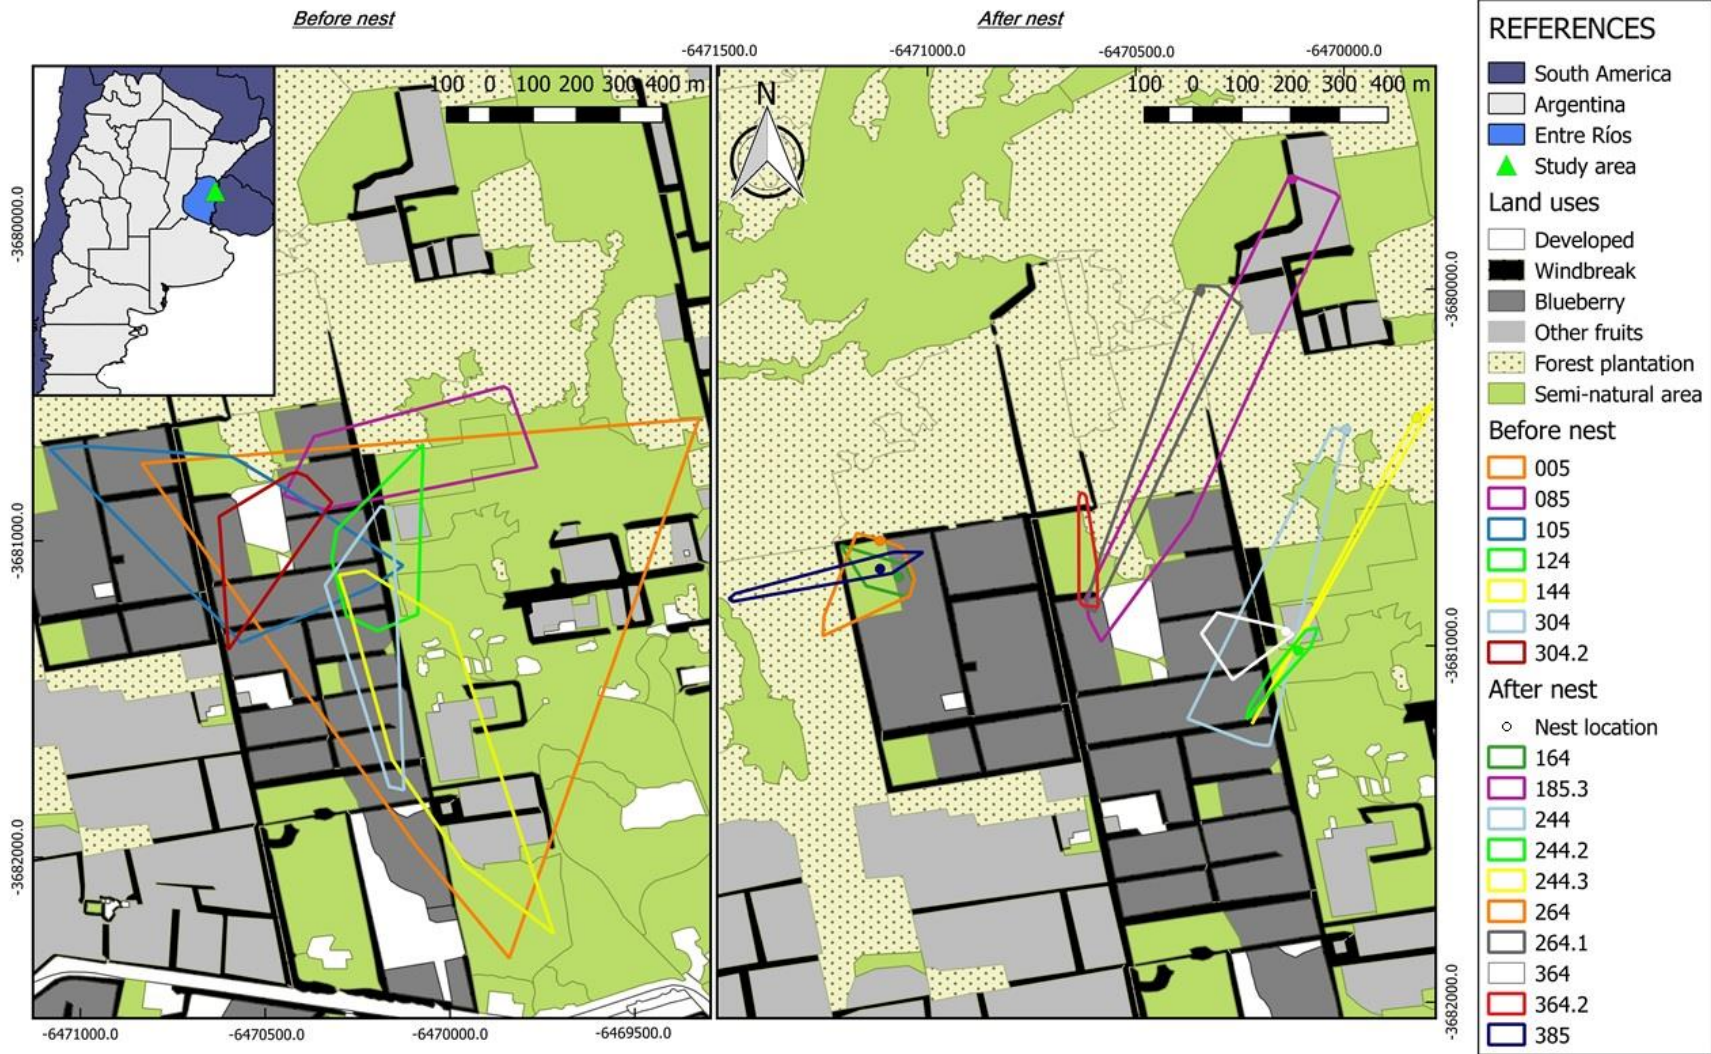 Before nest
After nest
-6471500.0
-6471000.0
-6470500.0
-6470000.0
100 0 100 200 300 400 m
N
100 0 100 200 300 400 m
-3680000.0
-3681000.0
-3682000.0
-3680000.0
-3681000.0
-3682000.0
-6471000.0
-6470500.0
-6470000.0
-6469500.0
REFERENCES
South America
Argentina
Entre Ríos
Study area
Land uses
Developed
Windbreak
Blueberry
Other fruits
Forest plantation
Semi-natural area
Before nest
005
085
105
124
144
304
304.2
After nest
Nest location
164
185.3
244
244.2
244.3
264
264.1
364
364.2
385